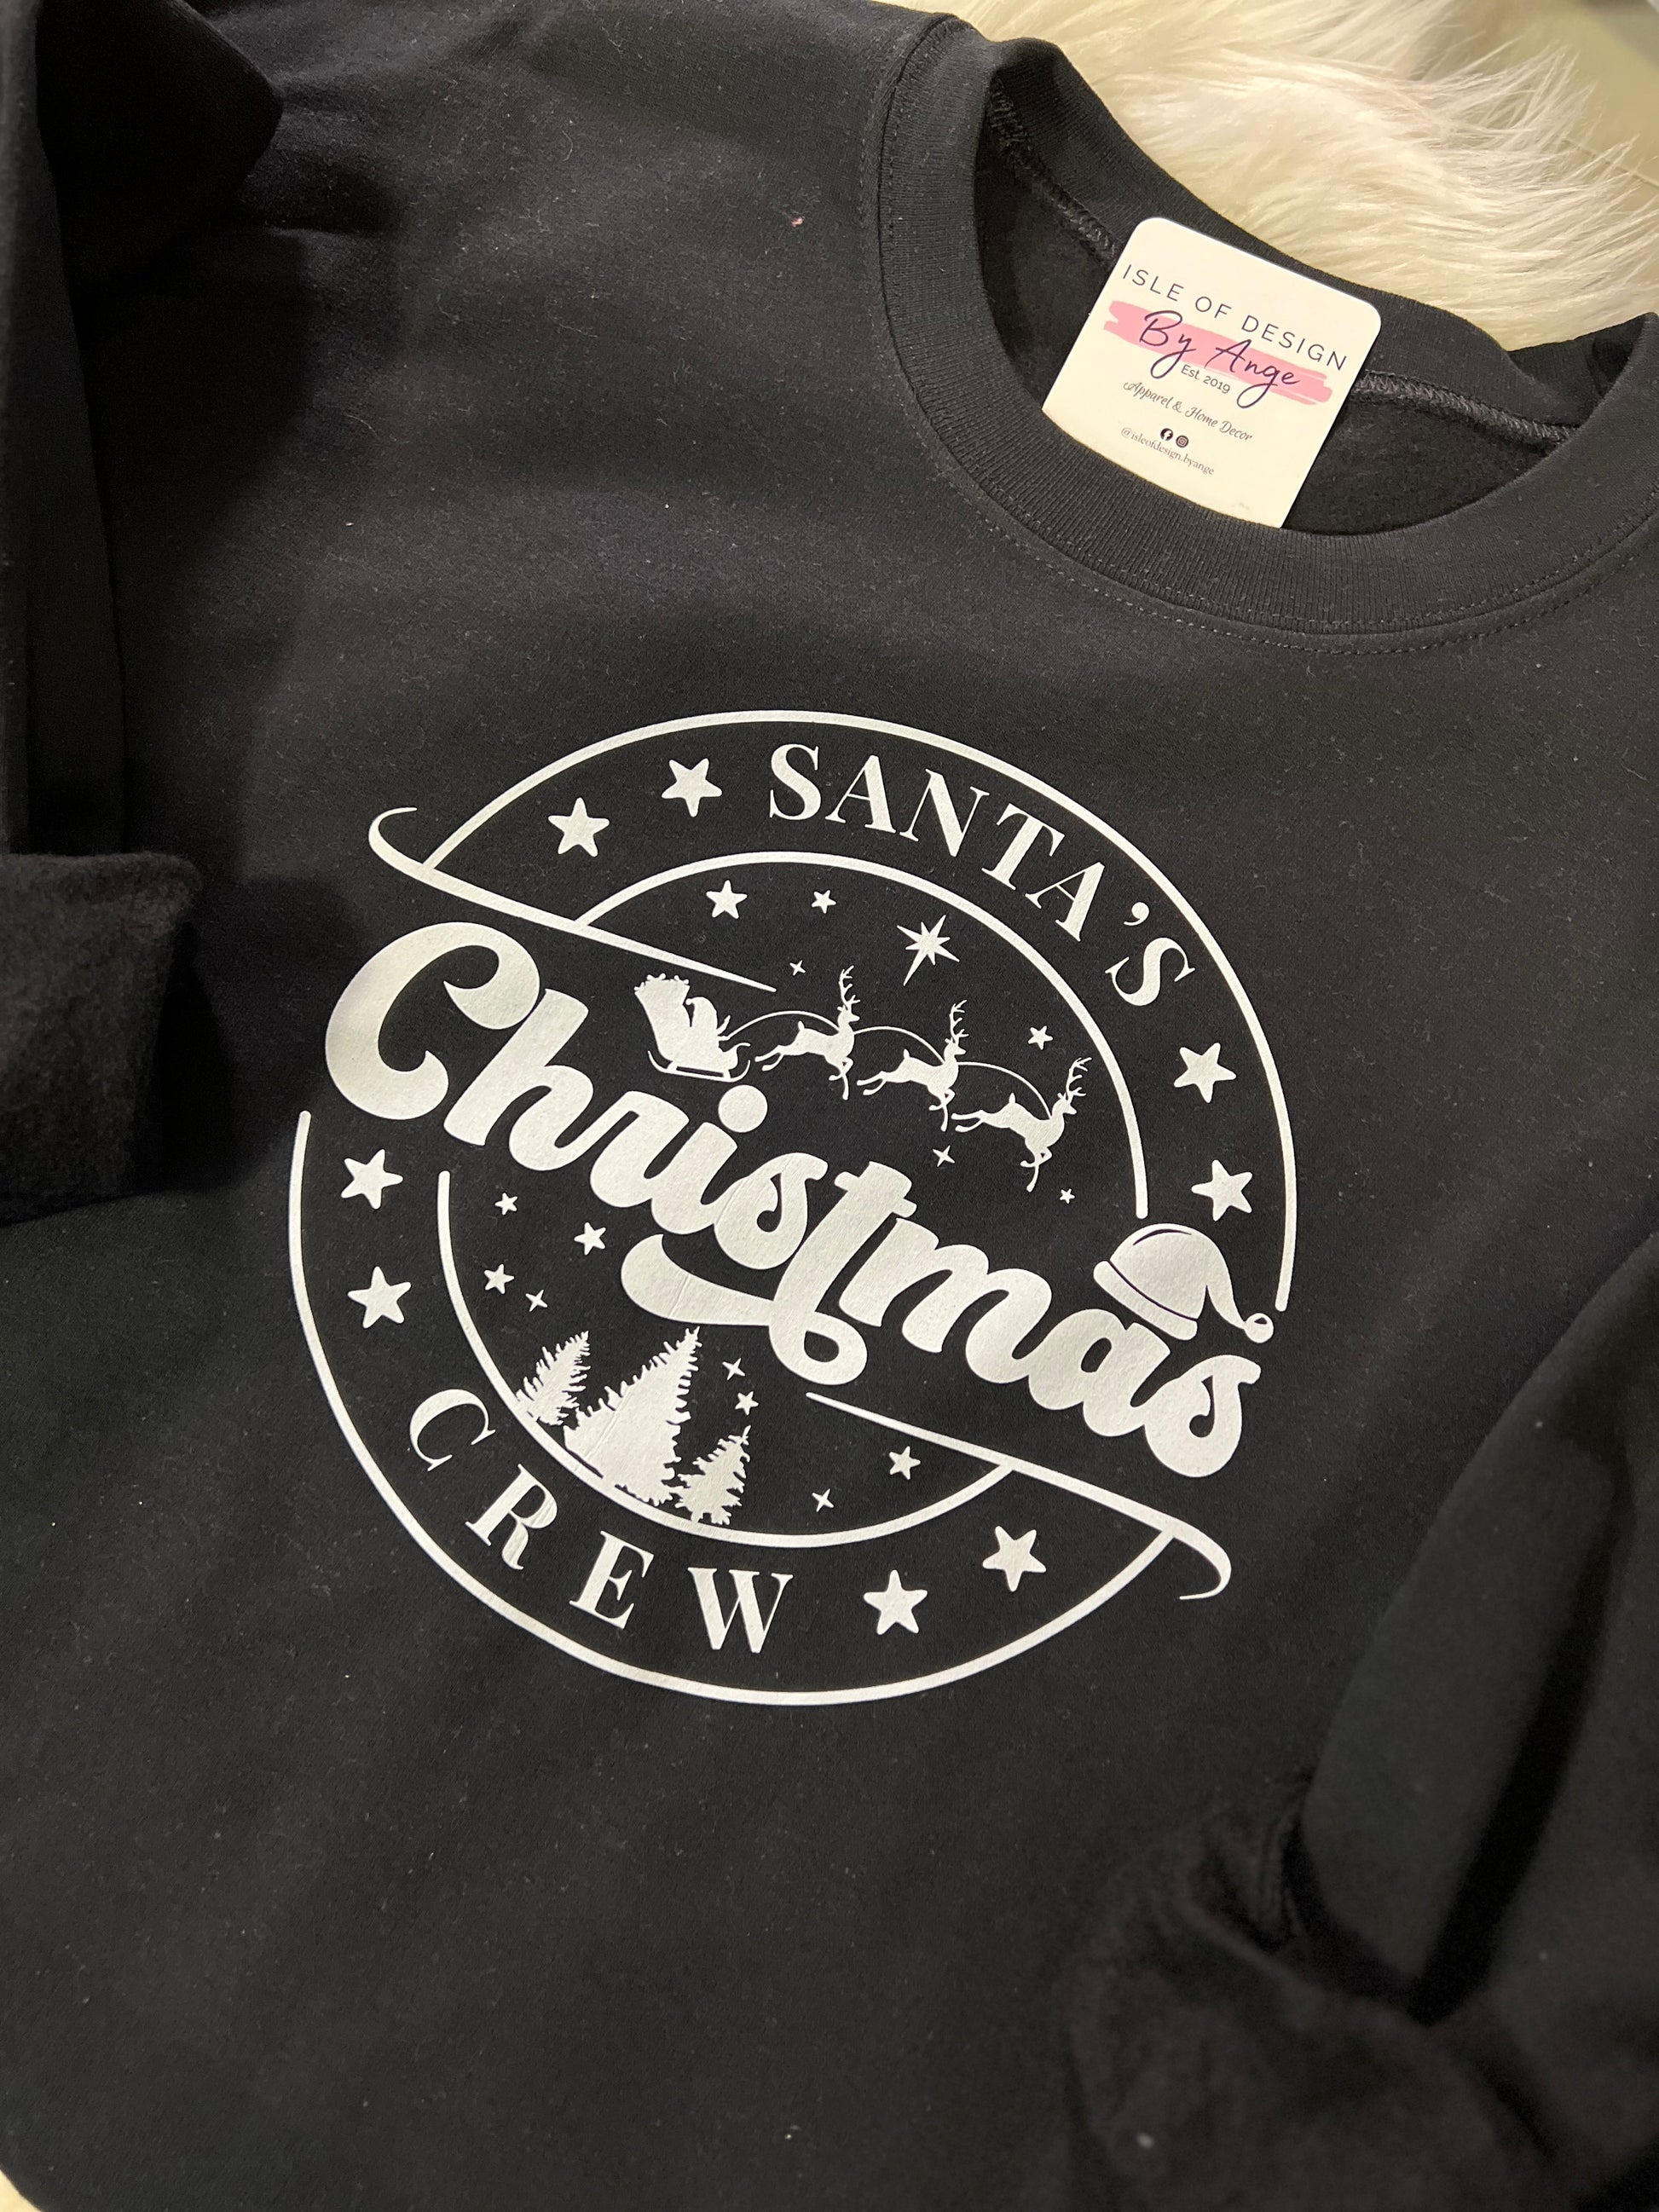 ISLE OF DESIGN
By Ange
Est. 2019
Apparel & Home Decor
@isleofdesign.byange
SANTA'S
Christmas
CREW